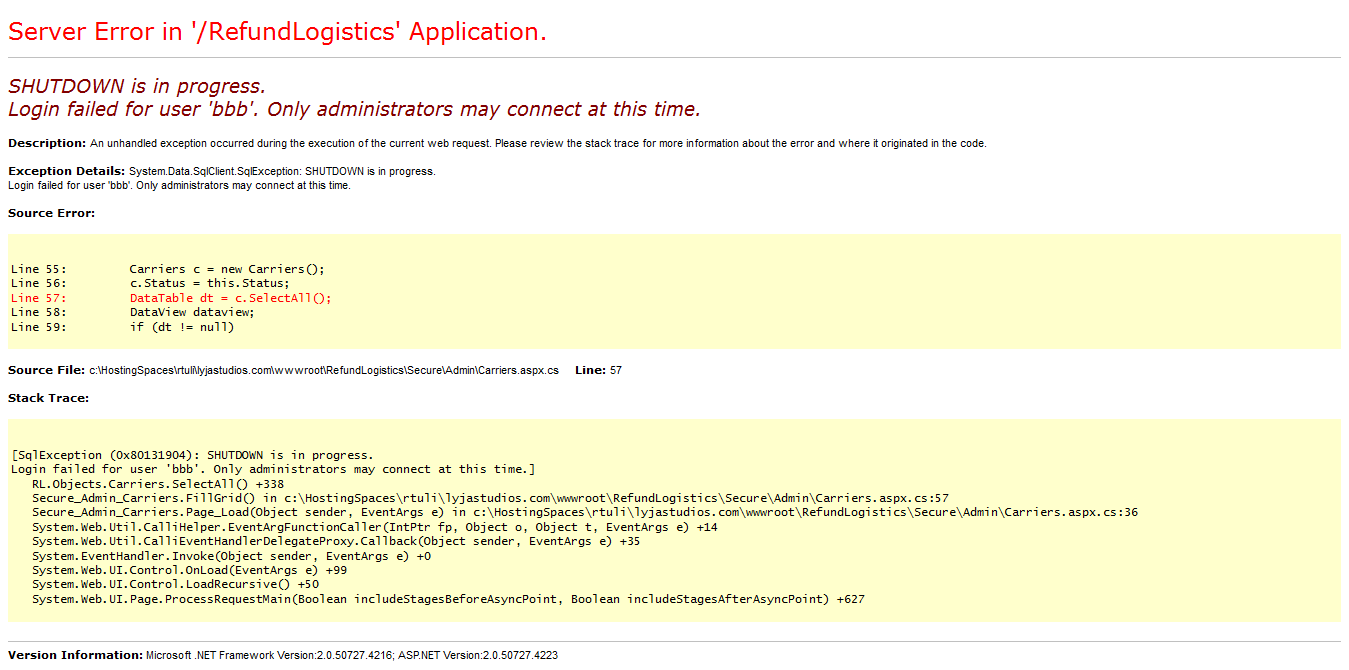 Server Error in '/RefundLogistics' Application.
SHUTDOWN is in progress.
Login failed for user 'bbb'. Only administrators may connect at this time.
Description: An unhandled exception occurred during the execution of the current web request. Please review the stack trace for more information about the error and where it originated in the code.
Exception Details: System.Data.SqlClient.SqlException: SHUTDOWN is in progress.
Login failed for user 'bbb'. Only administrators may connect at this time.
Source Error:
Line 55:        Carriers c = new Carriers();
Line 56:        c.Status = this.Status;
Line 57:        DataTable dt = c.SelectAll();
Line 58:        DataView dataview;
Line 59:        if (dt != null)
Source File: c:\HostingSpaces\rtuli\lyjastudios.com\wwwroot\RefundLogistics\Secure\Admin\Carriers.aspx.cs    Line: 57
Stack Trace:
[SqlException (0x80131904): SHUTDOWN is in progress.
Login failed for user 'bbb'. Only administrators may connect at this time.]
   RL.Objects.Carriers.SelectAll() +338
   Secure_Admin_Carriers.FillGrid() in c:\HostingSpaces\rtuli\lyjastudios.com\wwwroot\RefundLogistics\Secure\Admin\Carriers.aspx.cs:57
   Secure_Admin_Carriers.Page_Load(Object sender, EventArgs e) in c:\HostingSpaces\rtuli\lyjastudios.com\wwwroot\RefundLogistics\Secure\Admin\Carriers.aspx.cs:36
   System.Web.Util.CalliHelper.EventArgFunctionCaller(IntPtr fp, Object o, Object t, EventArgs e) +14
   System.Web.Util.CalliEventHandlerDelegateProxy.Callback(Object sender, EventArgs e) +35
   System.EventHandler.Invoke(Object sender, EventArgs e) +0
   System.Web.UI.Control.OnLoad(EventArgs e) +99
   System.Web.UI.Control.LoadRecursive() +50
   System.Web.UI.Page.ProcessRequestMain(Boolean includeStagesBeforeAsyncPoint, Boolean includeStagesAfterAsyncPoint) +627
Version Information: Microsoft .NET Framework Version:2.0.50727.4216; ASP.NET Version:2.0.50727.4223